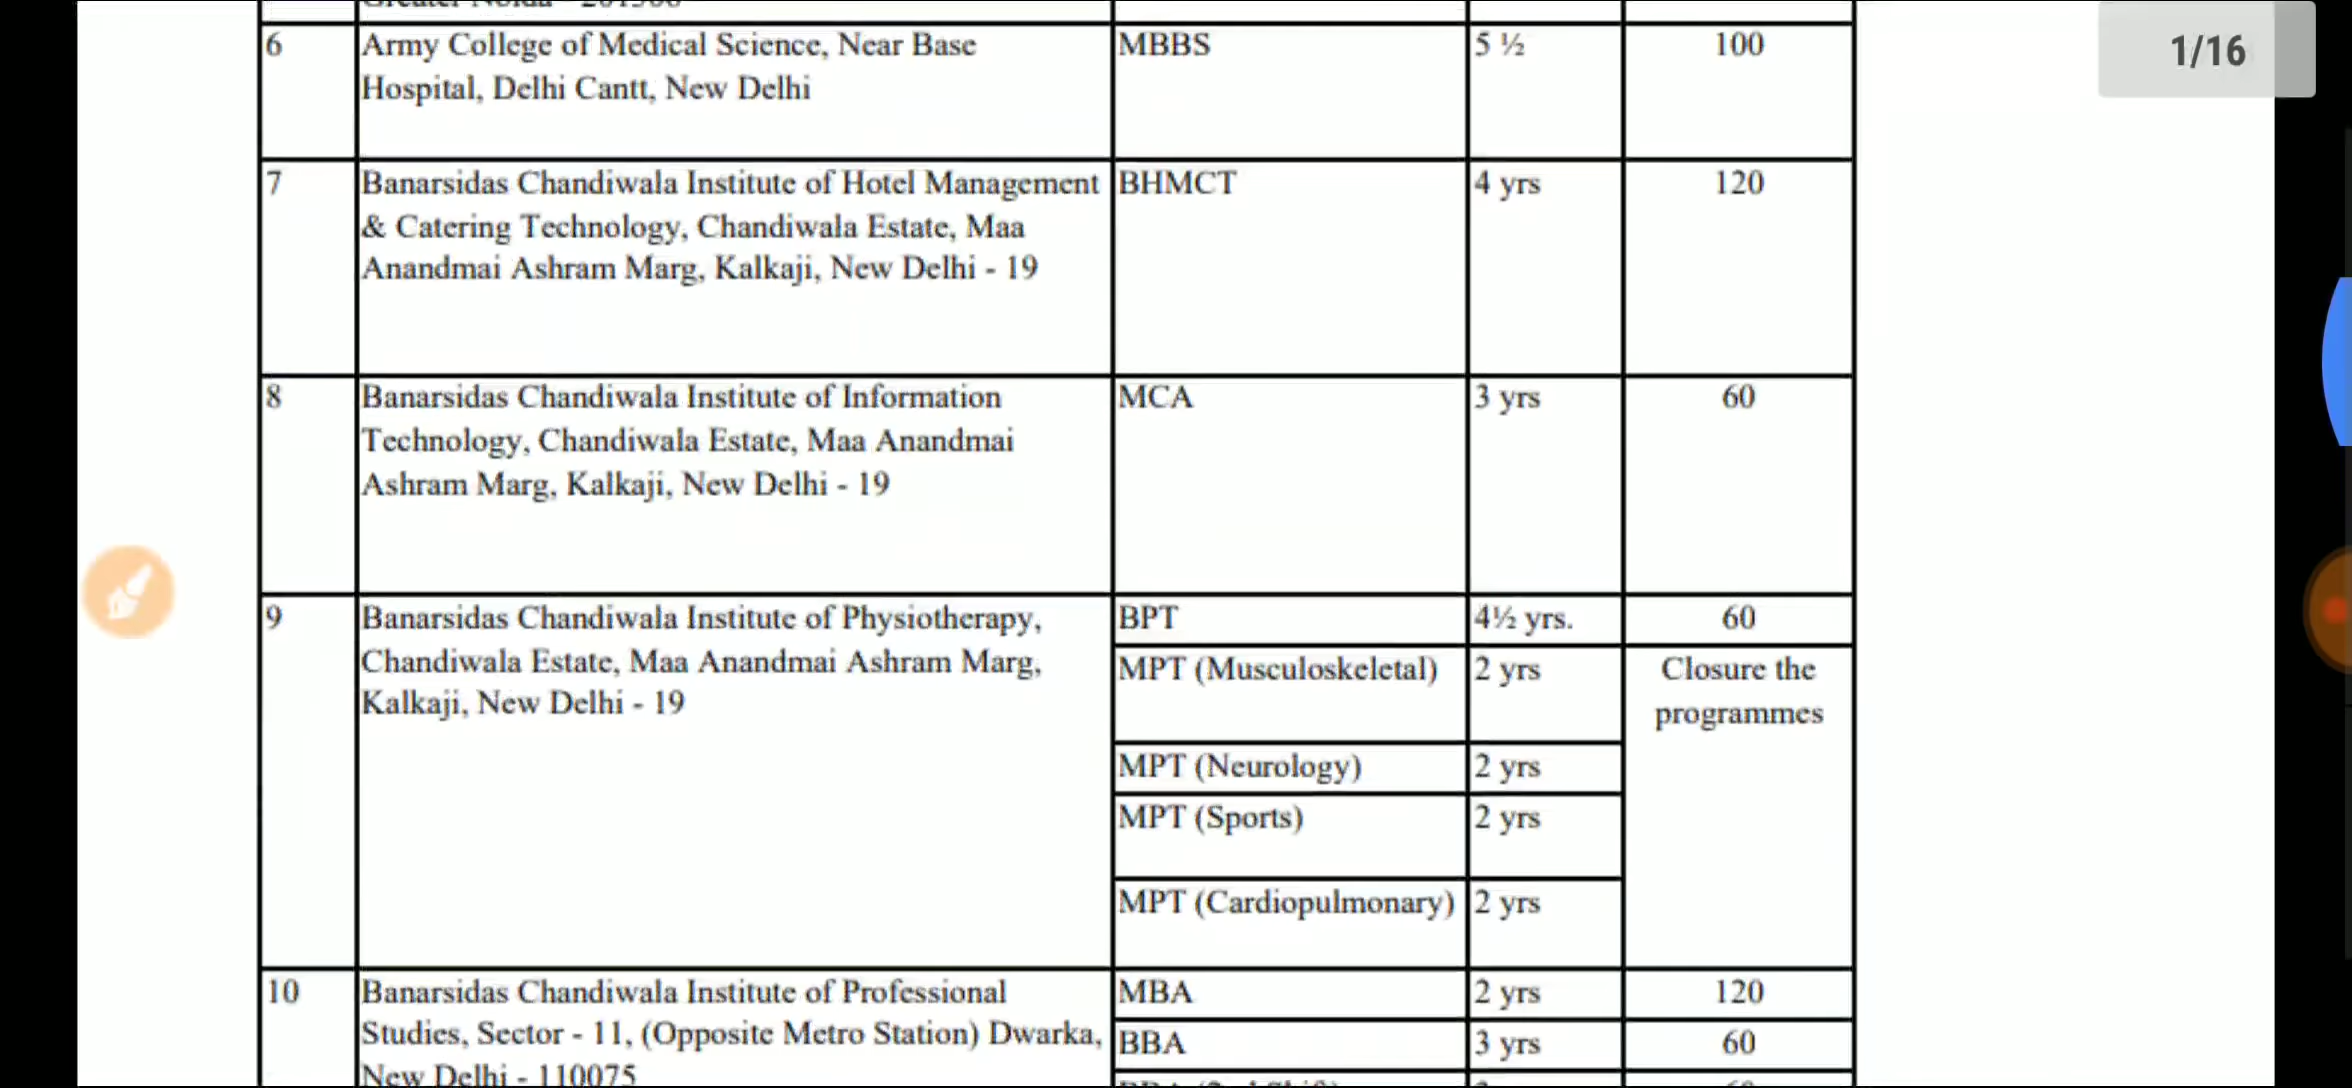 1/16
6 Army College of Medical Science, Near Base MBBS 5 ½ 100
Hospital, Delhi Cantt, New Delhi
7 Banarsidas Chandiwala Institute of Hotel Management BHMCT 4 yrs 120
& Catering Technology, Chandiwala Estate, Maa
Anandmai Ashram Marg, Kalkaji, New Delhi - 19
8 Banarsidas Chandiwala Institute of Information MCA 3 yrs 60
Technology, Chandiwala Estate, Maa Anandmai
Ashram Marg, Kalkaji, New Delhi - 19
9 Banarsidas Chandiwala Institute of Physiotherapy, BPT 4½ yrs. 60
Chandiwala Estate, Maa Anandmai Ashram Marg, MPT (Musculoskeletal) 2 yrs Closure the
Kalkaji, New Delhi - 19 programmes
MPT (Neurology) 2 yrs
MPT (Sports) 2 yrs
MPT (Cardiopulmonary) 2 yrs
10 Banarsidas Chandiwala Institute of Professional MBA 2 yrs 120
Studies, Sector - 11, (Opposite Metro Station) Dwarka, BBA 3 yrs 60
New Delhi - 110075